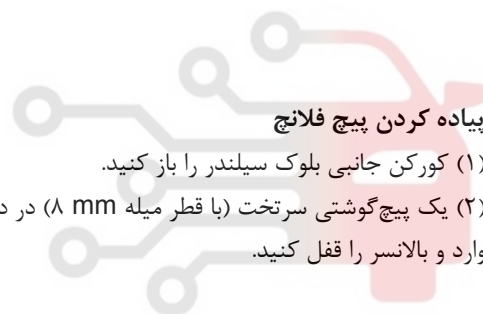 پیاده کردن پیچ فلانچ
(۱) کورکن جانبی بلوک سیلندر را باز کنید.
(۲) یک پیچ‌گوشتی سرتخت (با قطر میله ۸ mm) در
وارد و بالانسر را قفل کنید.